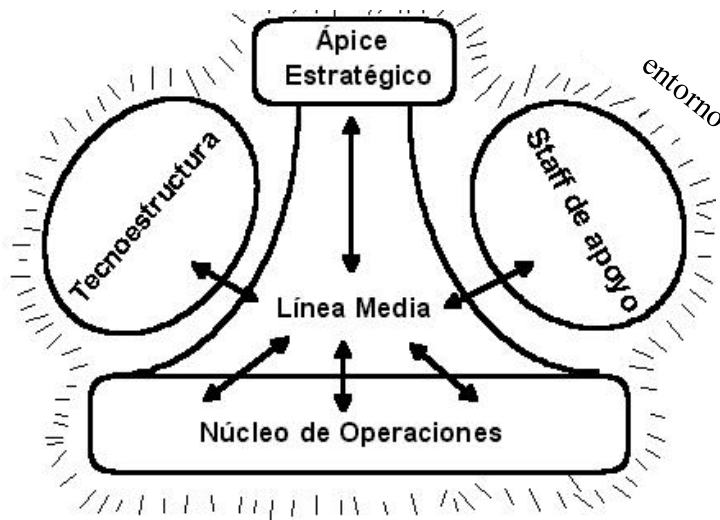 Ápice
Estratégico
entorno
Tecnoestructura
Staff de apoyo
Línea Media
Núcleo de Operaciones